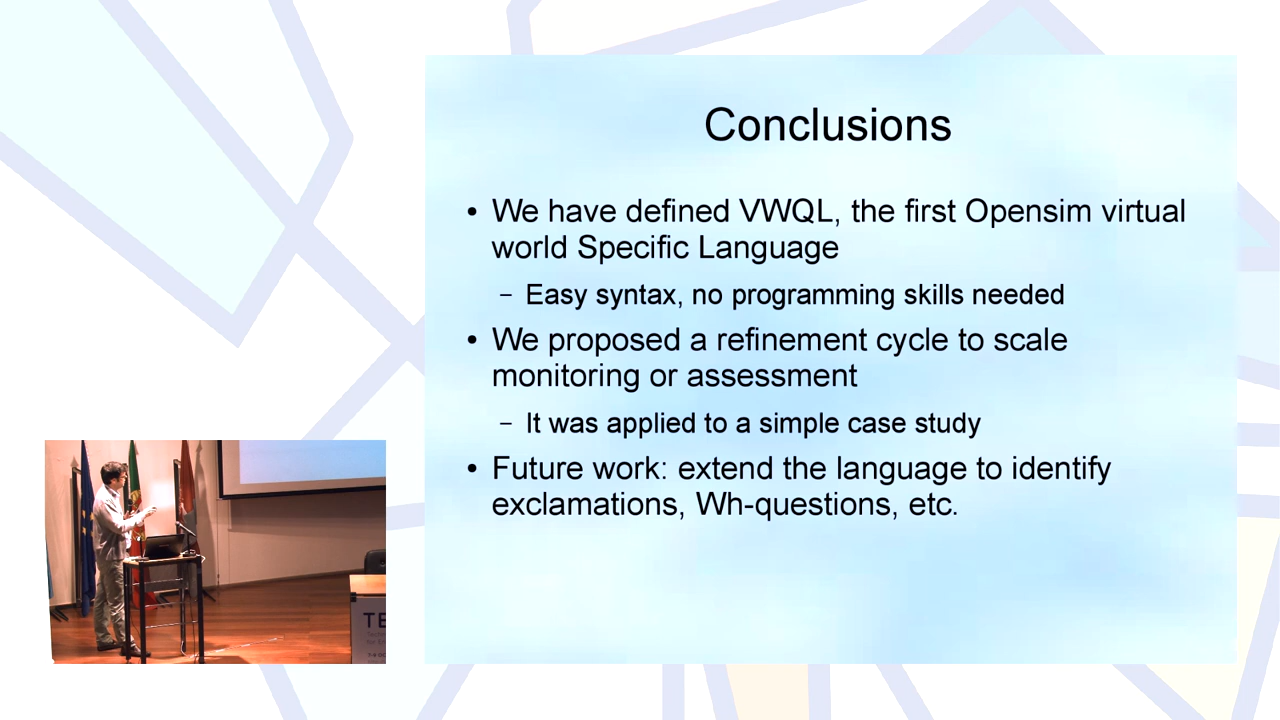 Conclusions
• We have defined VWQL, the first Opensim virtual
world Specific Language
– Easy syntax, no programming skills needed
• We proposed a refinement cycle to scale
monitoring or assessment
– It was applied to a simple case study
• Future work: extend the language to identify
exclamations, Wh-questions, etc.
TE